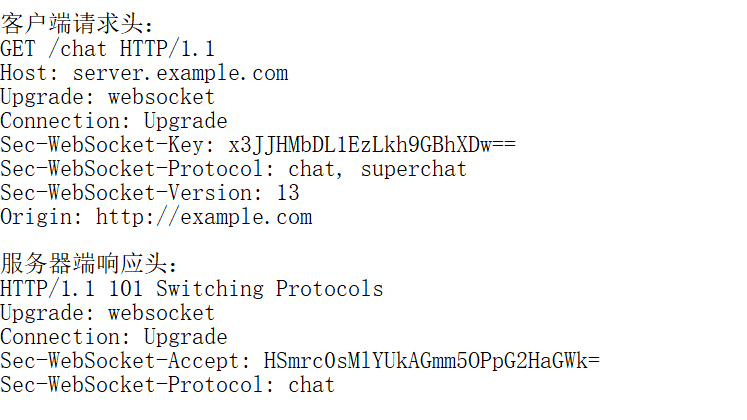 客户端请求头：
GET /chat HTTP/1.1
Host: server.example.com
Upgrade: websocket
Connection: Upgrade
Sec-WebSocket-Key: x3JJHMbDL1EzLkh9GBhXDw==
Sec-WebSocket-Protocol: chat, superchat
Sec-WebSocket-Version: 13
Origin: http://example.com
服务器端响应头：
HTTP/1.1 101 Switching Protocols
Upgrade: websocket
Connection: Upgrade
Sec-WebSocket-Accept: HSmrc0sMlYUkAGmm5OPpG2HaGWk=
Sec-WebSocket-Protocol: chat